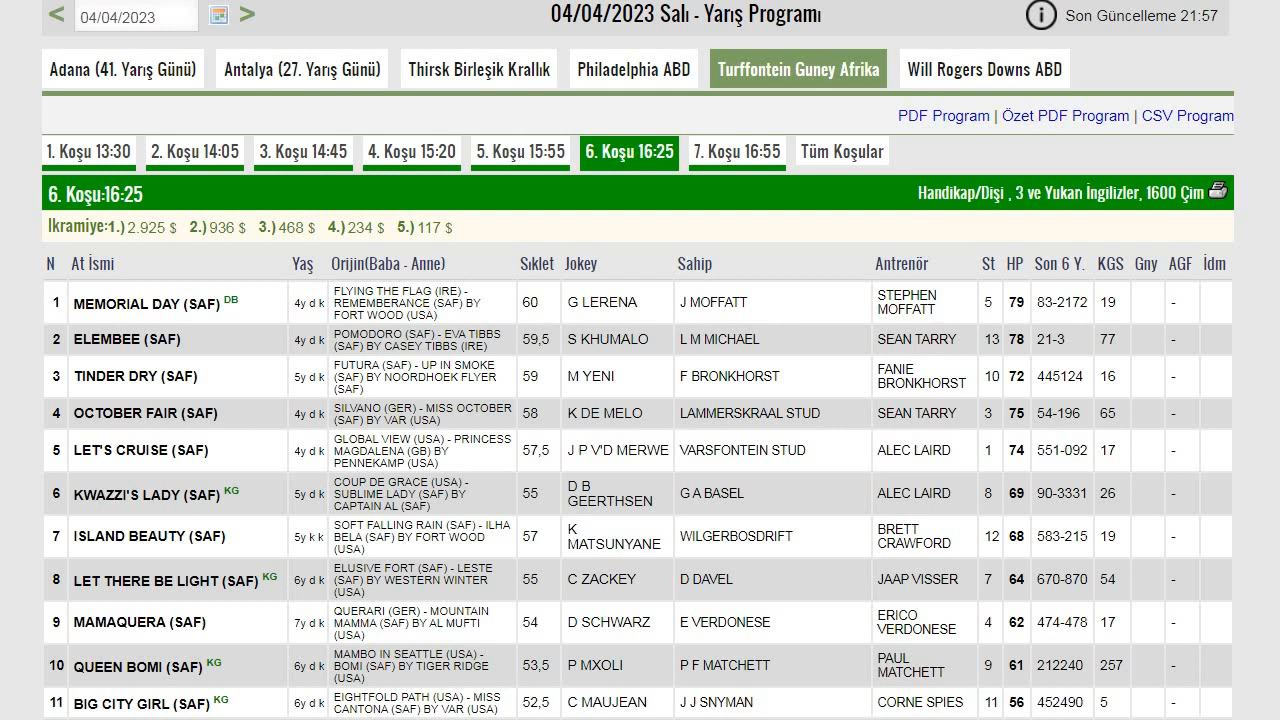 04/04/2023
04/04/2023 Salı - Yarış Programı
Son Güncelleme 21:57
Adana (41. Yarış Günü) Antalya (27. Yarış Günü) Thirsk Birleşik Krallık Philadelphia ABD Turffontein Guney Afrika Will Rogers Downs ABD
PDF Program | Özet PDF Program | CSV Program
1. Koşu 13:30 2. Koşu 14:05 3. Koşu 14:45 4. Koşu 15:20 5. Koşu 15:55 6. Koşu 16:25 7. Koşu 16:55 Tüm Koşular
6. Koşu:16:25 Handikap/Dişi , 3 ve Yukarı İngilizler, 1600 Çim
Ikramiye:1.) 2.925 $ 2.) 936 $ 3.) 468 $ 4.) 234 $ 5.) 117 $
N At İsmi Yaş Orijin(Baba - Anne) Sıklet Jokey Sahip Antrenör St HP Son 6 Y. KGS Gny AGF İdm
1 MEMORIAL DAY (SAF) DB 4y d k FLYING THE FLAG (IRE) -
REMEMBERANCE (SAF) BY
FORT WOOD (USA) 60 G LERENA J MOFFATT STEPHEN
MOFFATT 5 79 83-2172 19 -
2 ELEMBEE (SAF) 4y d k POMODORO (SAF) - EVA TIBBS
(SAF) BY CASEY TIBBS (IRE) 59,5 S KHUMALO L M MICHAEL SEAN TARRY 13 78 21-3 77 -
3 TINDER DRY (SAF) 5y d k FUTURA (SAF) - UP IN SMOKE
(SAF) BY NOORDHOEK FLYER
(SAF) 59 M YENI F BRONKHORST FANIE
BRONKHORST 10 72 445124 16 -
4 OCTOBER FAIR (SAF) 4y d k SILVANO (GER) - MISS OCTOBER
(SAF) BY VAR (USA) 58 K DE MELO LAMMERSKRAAL STUD SEAN TARRY 3 75 54-196 65 -
5 LET'S CRUISE (SAF) 4y d k GLOBAL VIEW (USA) - PRINCESS
MAGDALENA (GB) BY
PENNEKAMP (USA) 57,5 J P V'D MERWE VARSFONTEIN STUD ALEC LAIRD 1 74 551-092 17 -
6 KWAZZI'S LADY (SAF) KG 5y d k COUP DE GRACE (USA) -
SUBLIME LADY (SAF) BY
CAPTAIN AL (SAF) 55 D B
GEERTHSEN G A BASEL ALEC LAIRD 8 69 90-3331 26 -
7 ISLAND BEAUTY (SAF) 5y k k SOFT FALLING RAIN (SAF) - ILHA
BELA (SAF) BY FORT WOOD
(USA) 57 K
MATSUNYANE WILGERBOSDRIFT BRETT
CRAWFORD 12 68 583-215 19 -
8 LET THERE BE LIGHT (SAF) KG 6y d k ELUSIVE FORT (SAF) - LESTE
(SAF) BY WESTERN WINTER
(USA) 55 C ZACKEY D DAVEL JAAP VISSER 7 64 670-870 54 -
9 MAMAQUERA (SAF) 7y d k QUERARI (GER) - MOUNTAIN
MAMMA (SAF) BY AL MUFTI
(USA) 54 D SCHWARZ E VERDONESE ERICO
VERDONESE 4 62 474-478 17 -
10 QUEEN BOMI (SAF) KG 6y d k MAMBO IN SEATTLE (USA) -
BOMI (SAF) BY TIGER RIDGE
(USA) 53,5 P MXOLI P F MATCHETT PAUL
MATCHETT 9 61 212240 257 -
11 BIG CITY GIRL (SAF) KG 6y d k EIGHTFOLD PATH (USA) - MISS
CANTONA (SAF) BY VAR (USA) 52,5 C MAUJEAN J J SNYMAN CORNE SPIES 11 56 452490 5 -